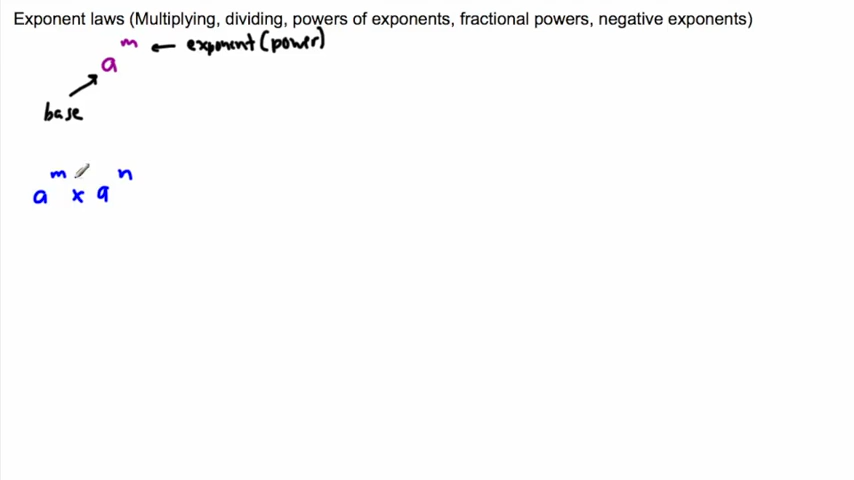 Exponent laws (Multiplying, dividing, powers of exponents, fractional powers, negative exponents)
a^m ← exponent (power)
base
a^m × a^n